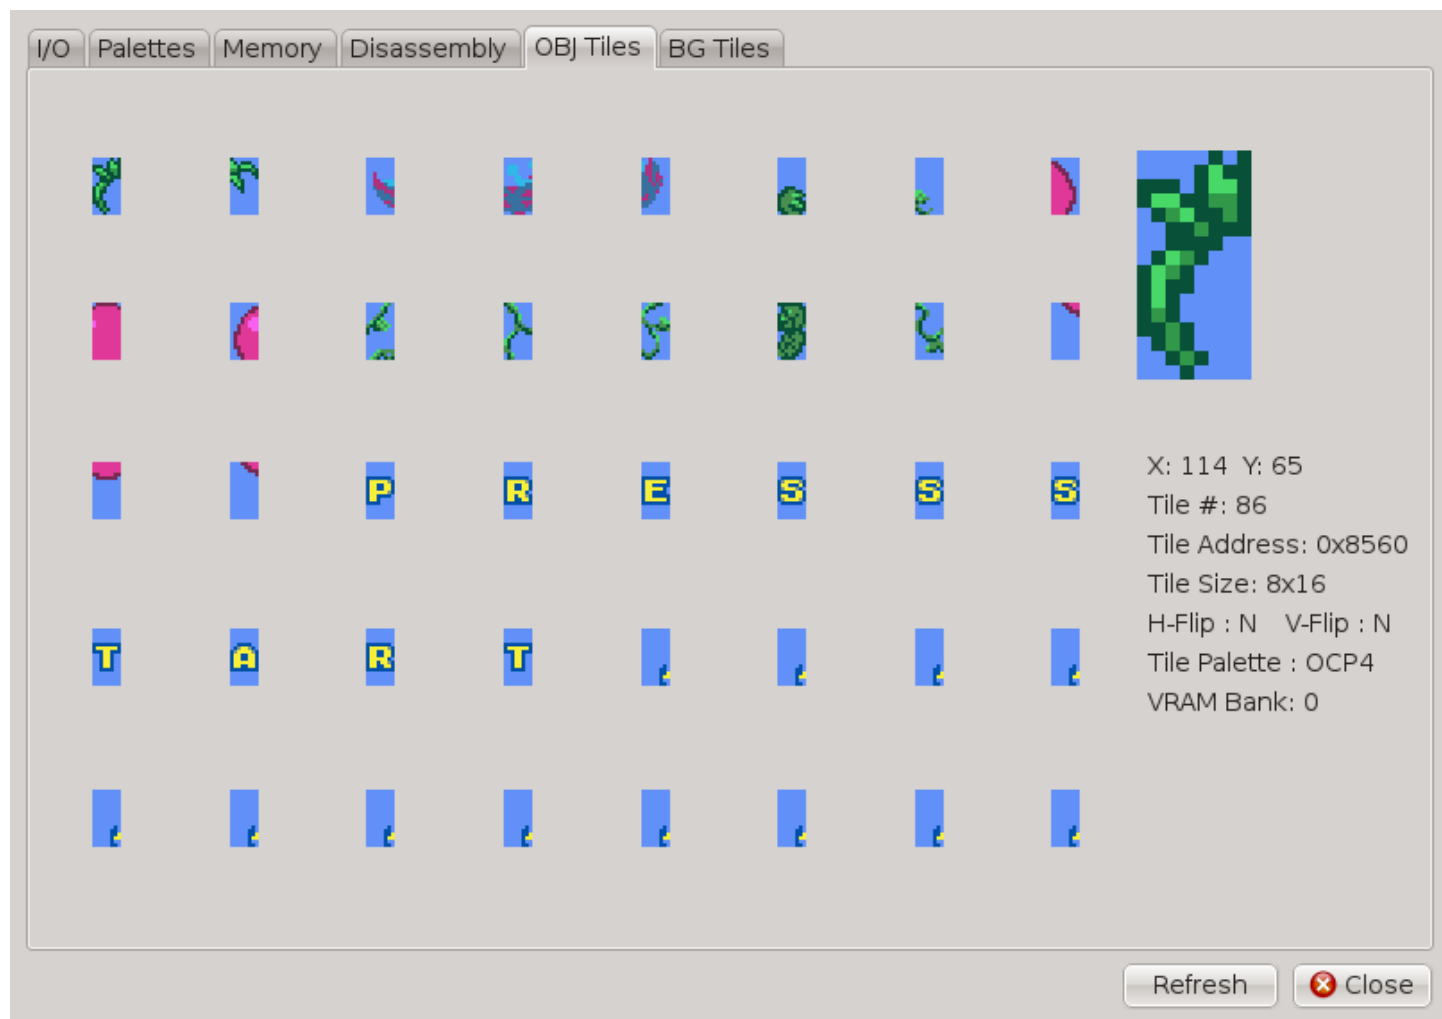 I/O Palettes Memory Disassembly OBJ Tiles BG Tiles
P R E S S S
T A R T
X: 114 Y: 65
Tile #: 86
Tile Address: 0x8560
Tile Size: 8x16
H-Flip : N V-Flip : N
Tile Palette : OCP4
VRAM Bank: 0
Refresh Close